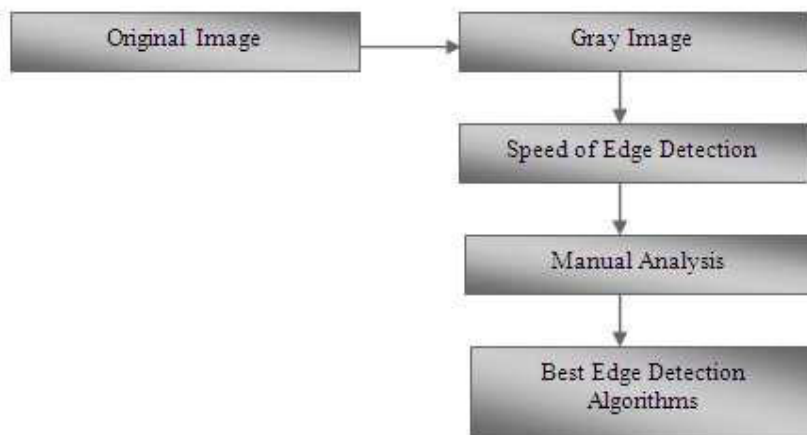 Original Image
Gray Image
Speed of Edge Detection
Manual Analysis
Best Edge Detection
Algorithms